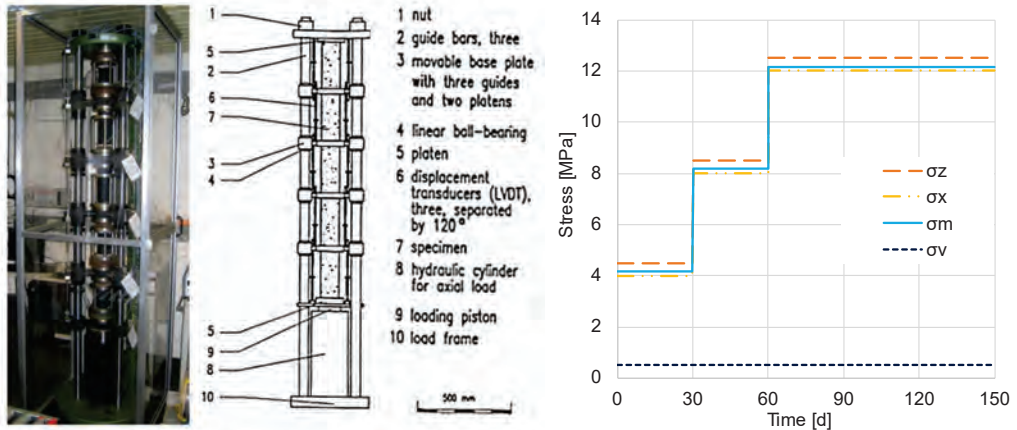 1
5
2
6
7
3
4
5
9
8
10
1 nut
2 guide bars, three
3 movable base plate
with three guides
and two platens
4 linear ball-bearing
5 platen
6 displacement
transducers (LVDT),
three, separated
by 120°
7 specimen
8 hydraulic cylinder
for axial load
9 loading piston
10 load frame
500 mm
Stress [MPa]
14
12
10
8
6
4
2
0
σz
σx
σm
σv
0 30 60 90 120 150
Time [d]